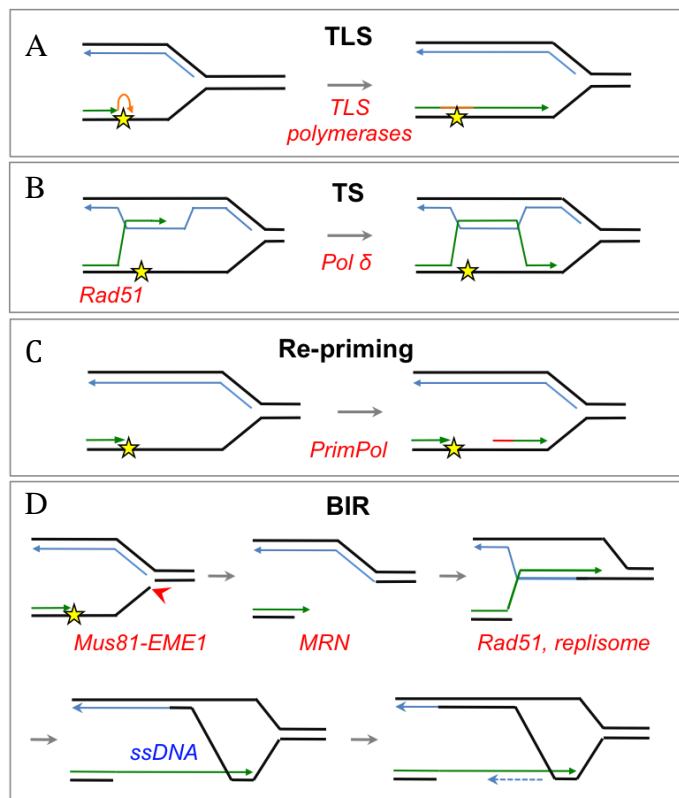 A
TLS
TLS
polymerases
B
TS
Rad51
Pol δ
C
Re-priming
PrimPol
D
BIR
Mus81-EME1
MRN
Rad51, replisome
ssDNA